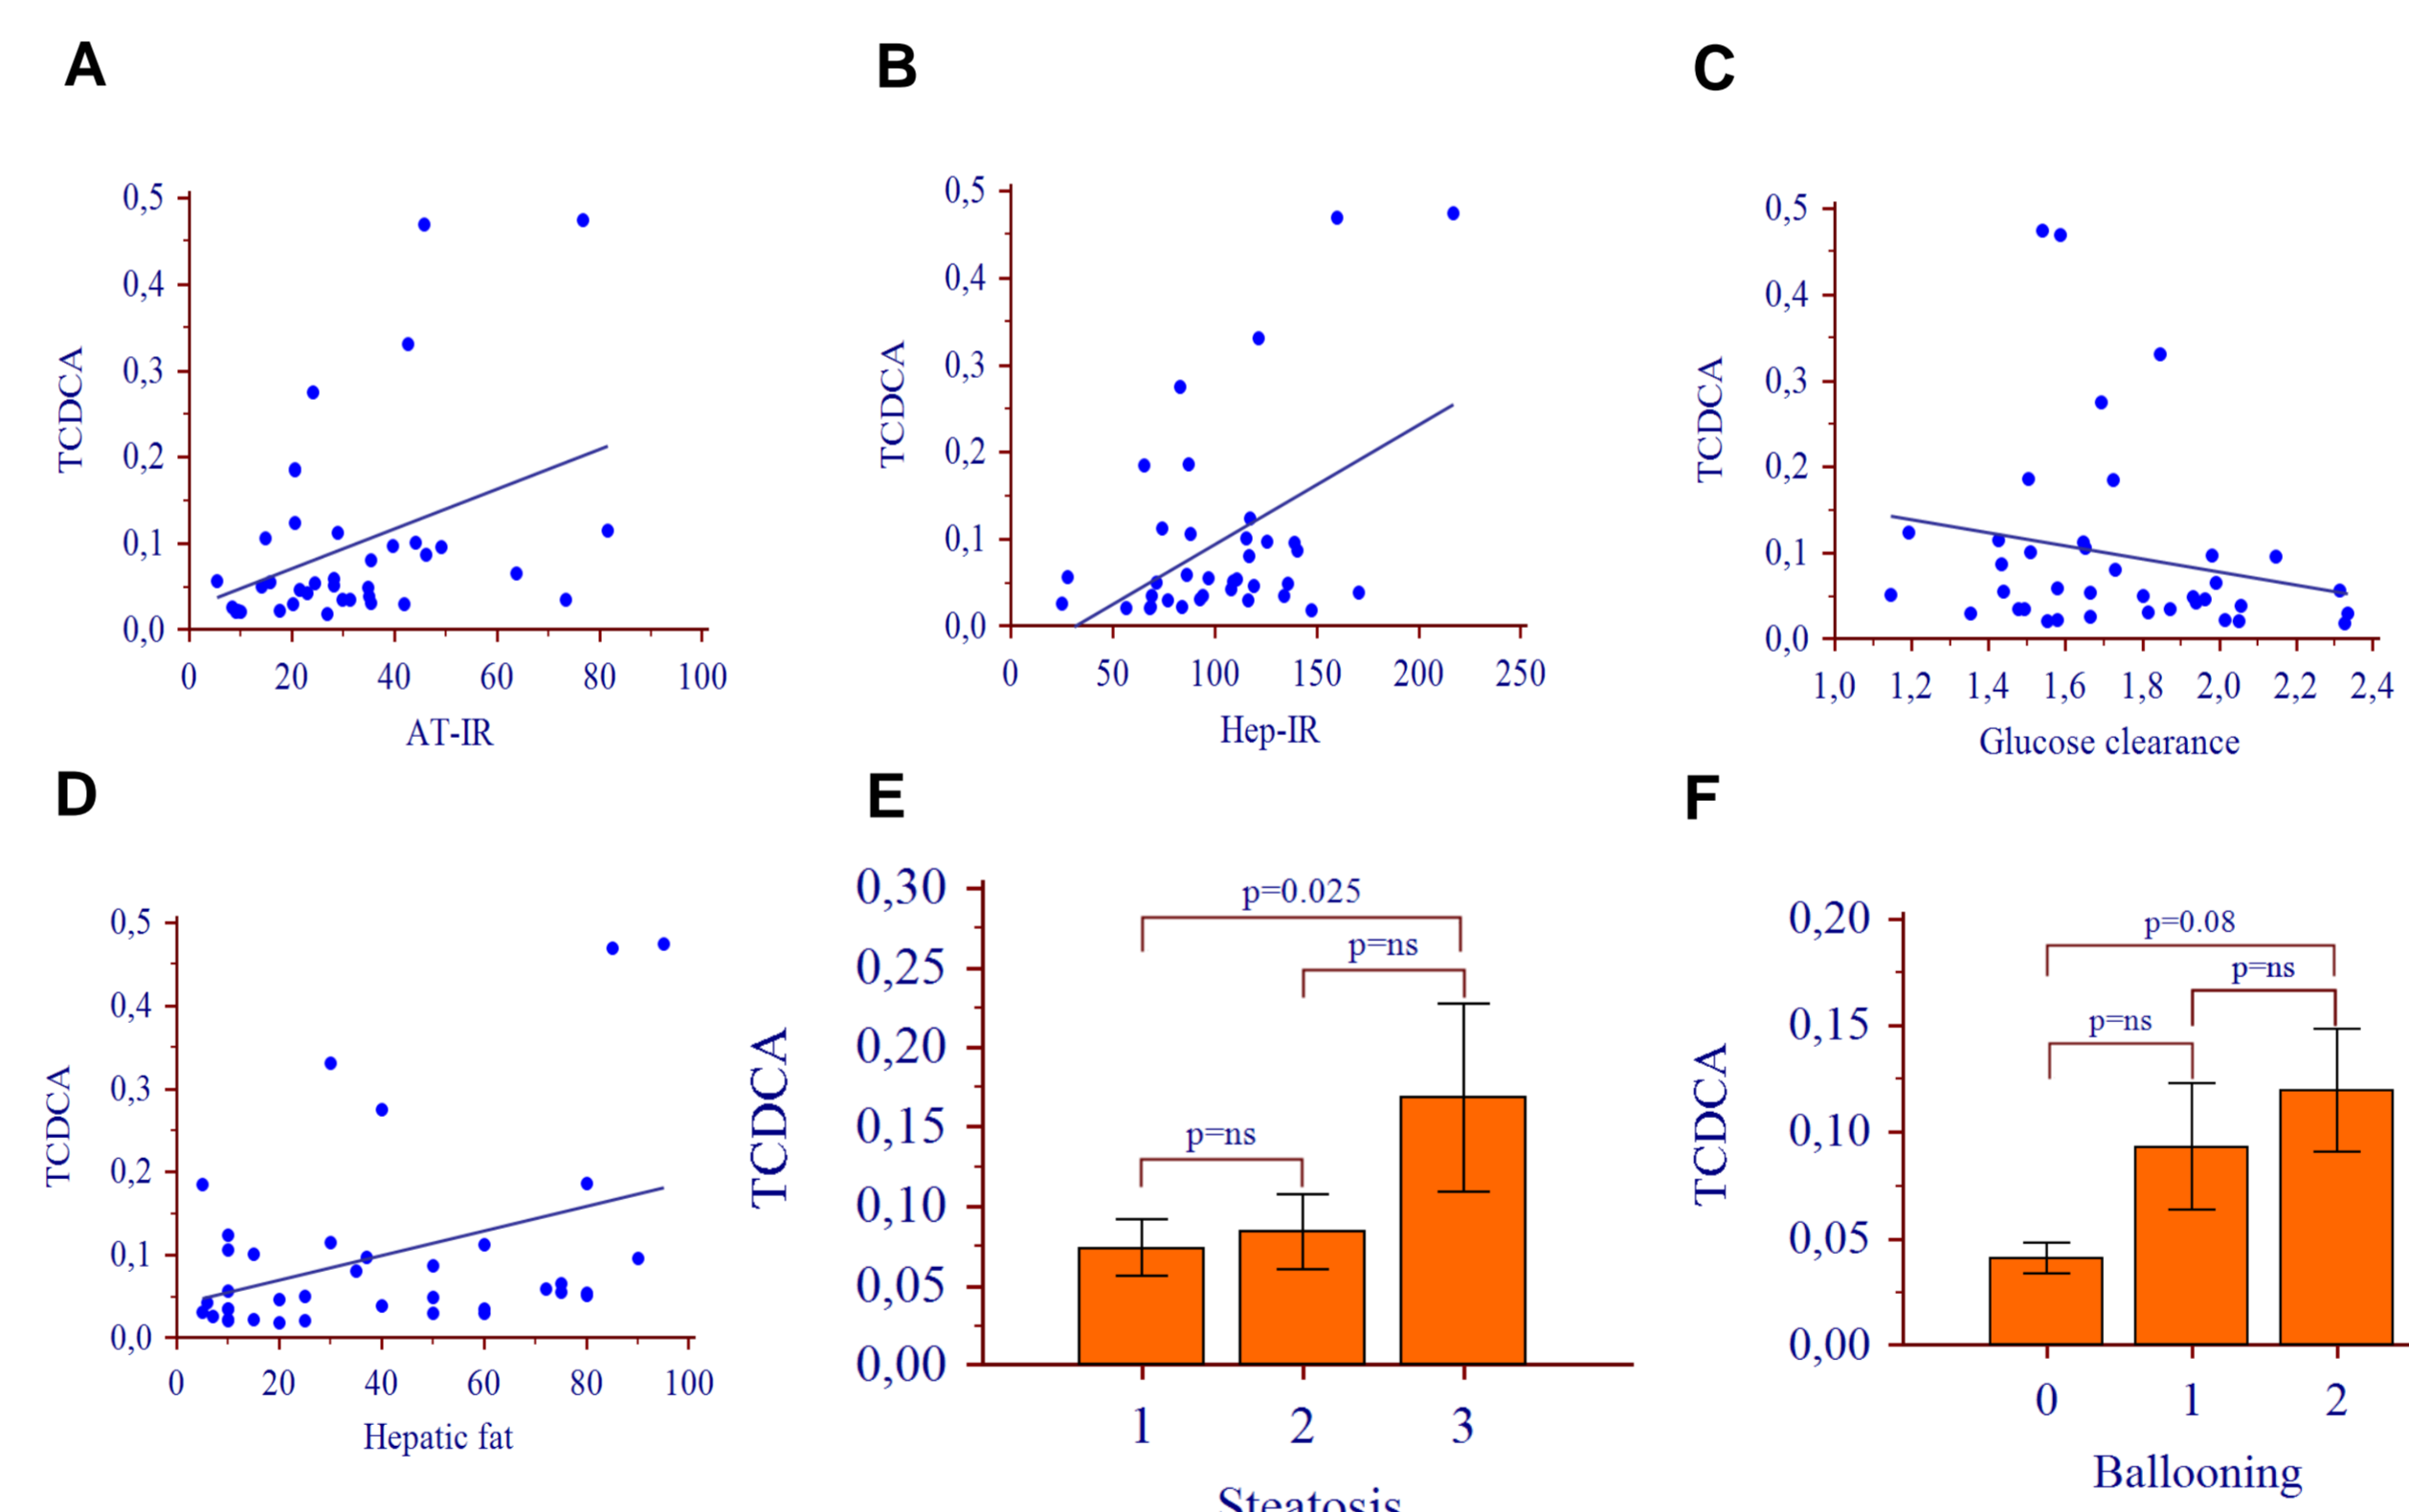 A
0,5
0,4
0,3
0,2
0,1
0,0
TCDCA
0 20 40 60 80 100
AT-IR
B
0,5
0,4
0,3
0,2
0,1
0,0
TCDCA
0 50 100 150 200 250
Hep-IR
C
0,5
0,4
0,3
0,2
0,1
0,0
TCDCA
1,0 1,2 1,4 1,6 1,8 2,0 2,2 2,4
Glucose clearance
D
0,5
0,4
0,3
0,2
0,1
0,0
TCDCA
0 20 40 60 80 100
Hepatic fat
E
0,30
0,25
0,20
0,15
0,10
0,05
0,00
TCDCA
p=0.025
p=ns
p=ns
1 2 3
Steatosis
F
0,20
0,15
0,10
0,05
0,00
TCDCA
p=0.08
p=ns
p=ns
0 1 2
Ballooning